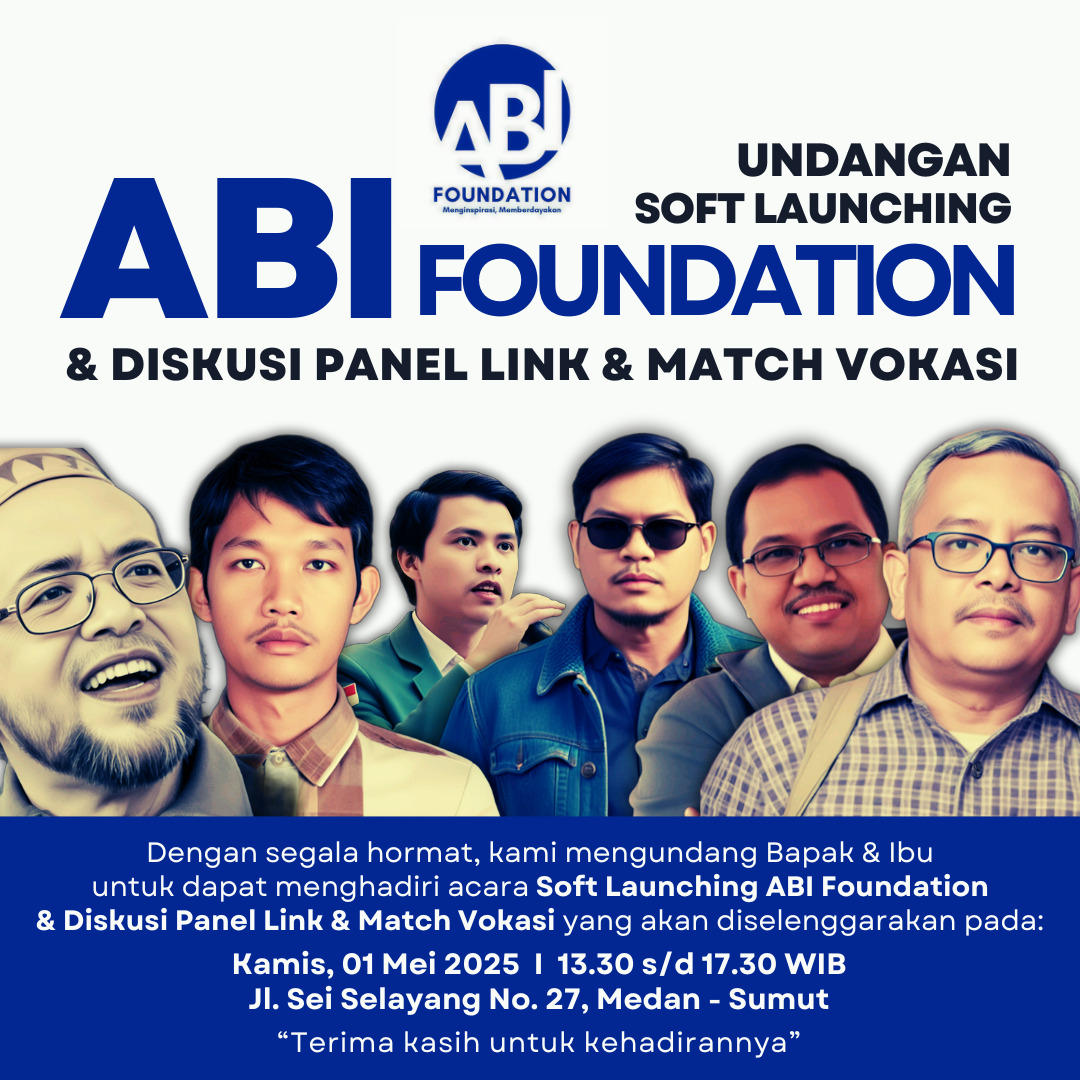 ABI
FOUNDATION
Menginspirasi, Memberdayakan
UNDANGAN
SOFT LAUNCHING
ABI FOUNDATION
& DISKUSI PANEL LINK & MATCH VOKASI
Dengan segala hormat, kami mengundang Bapak & Ibu
untuk dapat menghadiri acara Soft Launching ABI Foundation
& Diskusi Panel Link & Match Vokasi yang akan diselenggarakan pada:
Kamis, 01 Mei 2025 I 13.30 s/d 17.30 WIB
Jl. Sei Selayang No. 27, Medan - Sumut
“Terima kasih untuk kehadirannya”